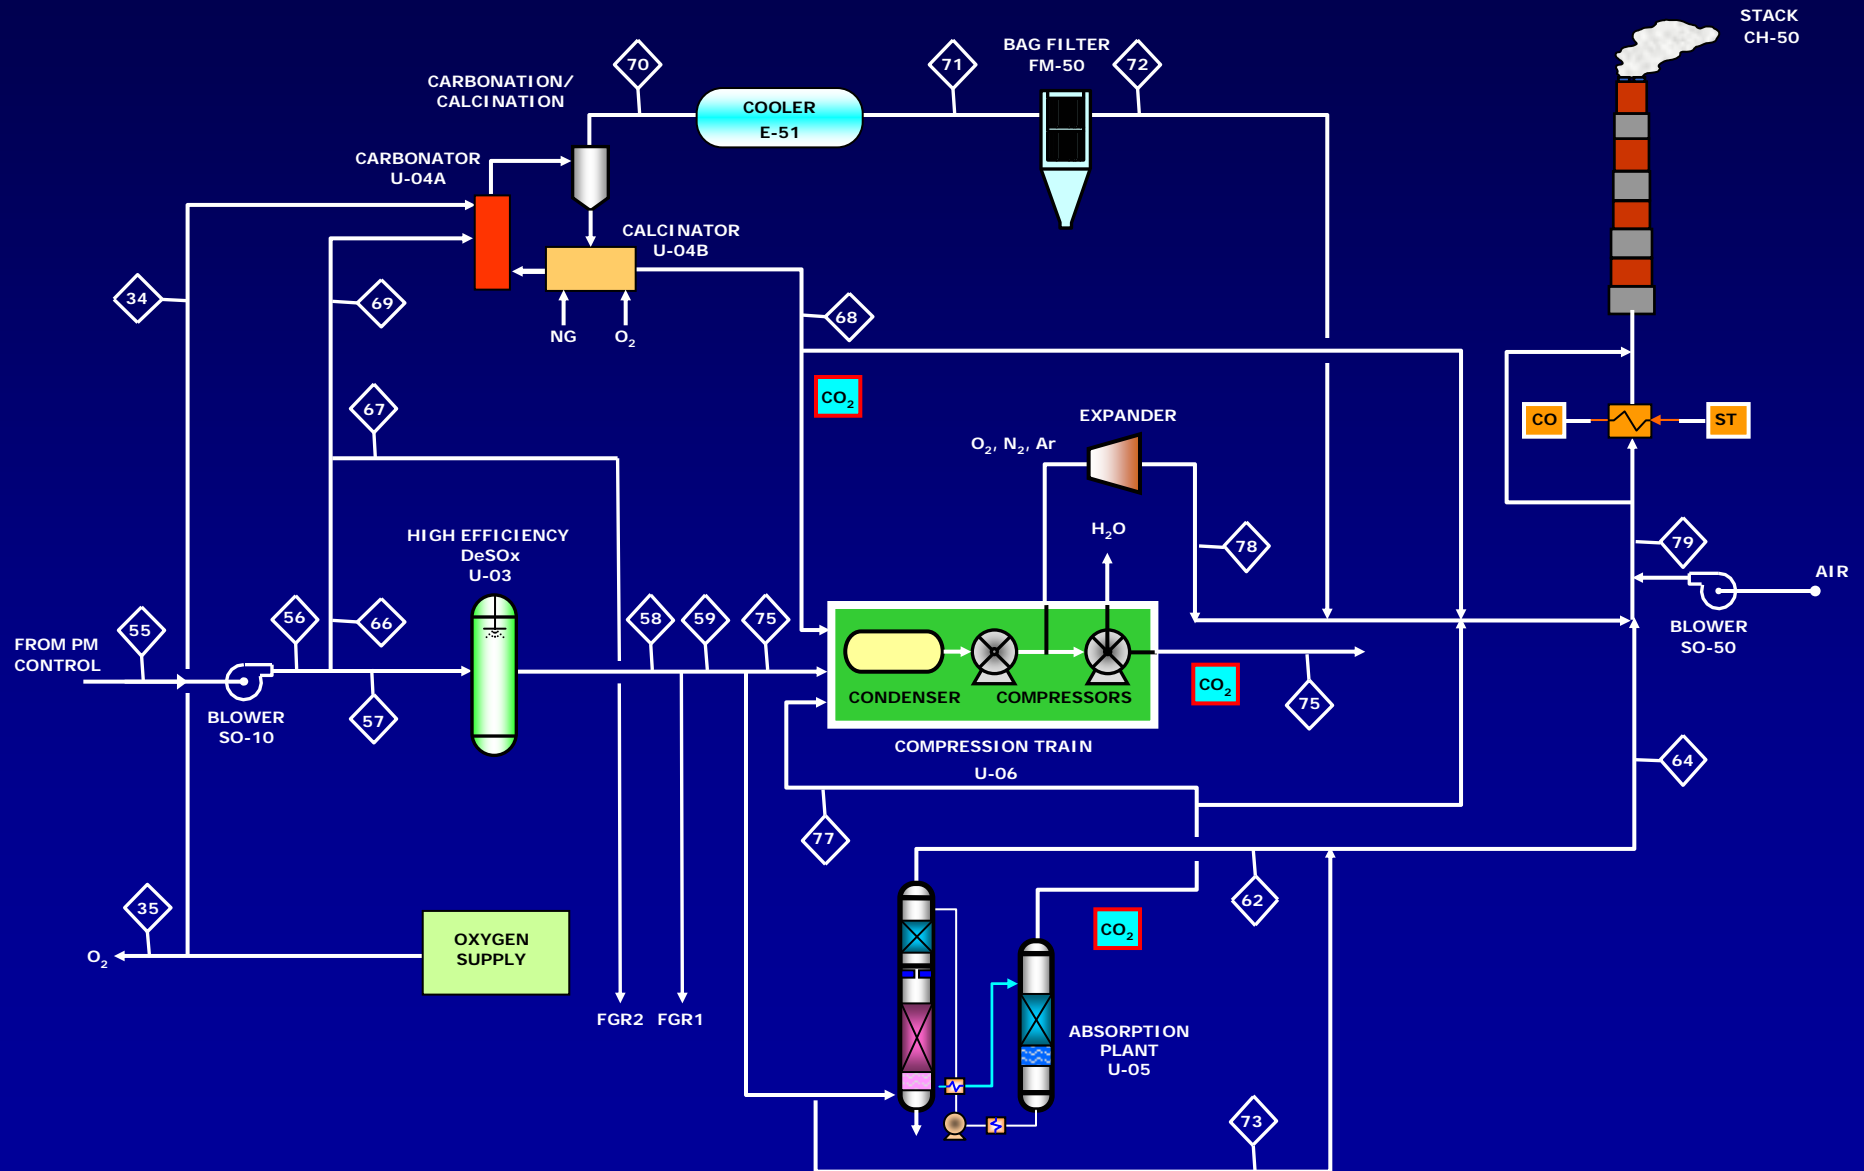 STACK
CH-50
70
71
BAG FILTER
FM-50
72
CARBONATION/
CALCINATION
COOLER
E-51
CARBONATOR
U-04A
CALCINATOR
U-04B
34
69
68
NG
O2
CO2
67
EXPANDER
O2, N2, Ar
CO
ST
HIGH EFFICIENCY
DeSOx
U-03
H2O
78
79
AIR
55
56
66
58
59
75
BLOWER
SO-50
FROM PM
CONTROL
BLOWER
SO-10
57
CONDENSER
COMPRESSORS
CO2
75
COMPRESSION TRAIN
U-06
64
77
35
62
O2
OXYGEN
SUPPLY
CO2
FGR2
FGR1
ABSORPTION
PLANT
U-05
73